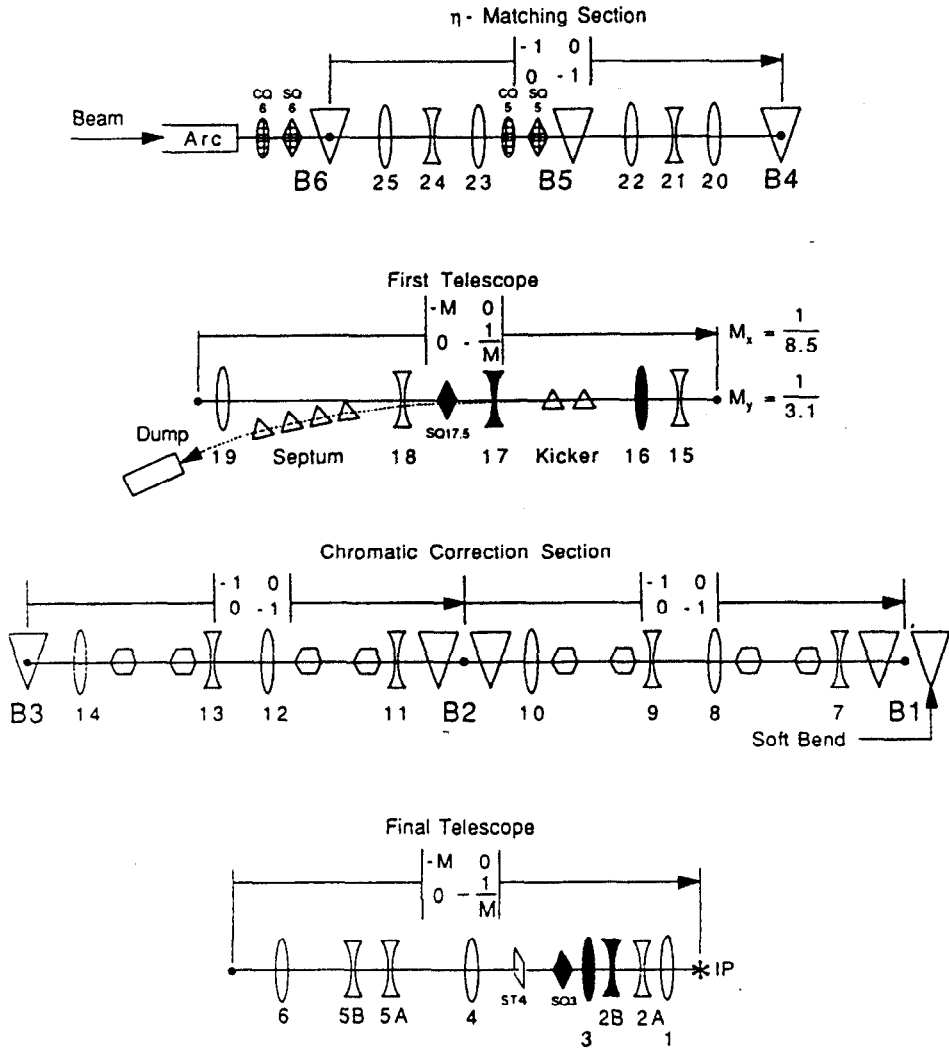 η - Matching Section
- 1 0
0 - 1
CQ 6
SQ 6
CQ 5
SQ 5
Beam
Arc
B6 25 24 23 B5 22 21 20 B4
First Telescope
-M 0
0 - 1/M
Mx = 1/8.5
My = 1/3.1
Dump
SQ17.5
19 Septum 18 17 Kicker 16 15
Chromatic Correction Section
- 1 0
0 - 1
- 1 0
0 - 1
B3 14 13 12 11 B2 10 9 8 7 B1
Soft Bend
Final Telescope
-M 0
0 - 1/M
IP
ST4
SQ3
6 5B 5A 4 3 2B 2A 1